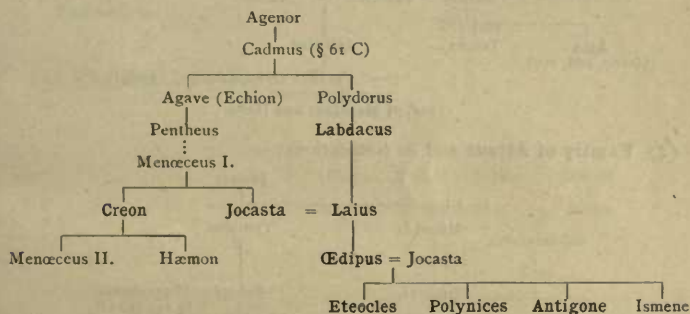 Agenor
Cadmus (§ 61 C)
Agave (Echion) Polydorus
Pentheus Labdacus
Menœceus I.
Creon Jocasta = Laius
Menœceus II. Hæmon Œdipus = Jocasta
Eteocles Polynices Antigone Ismene